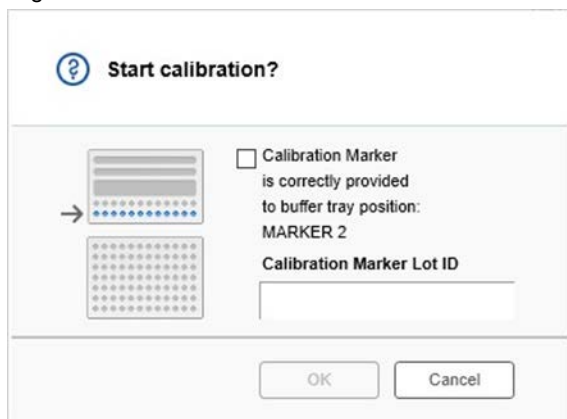 Start calibration?
Calibration Marker
is correctly provided
to buffer tray position:
MARKER 2
Calibration Marker Lot ID
OK
Cancel